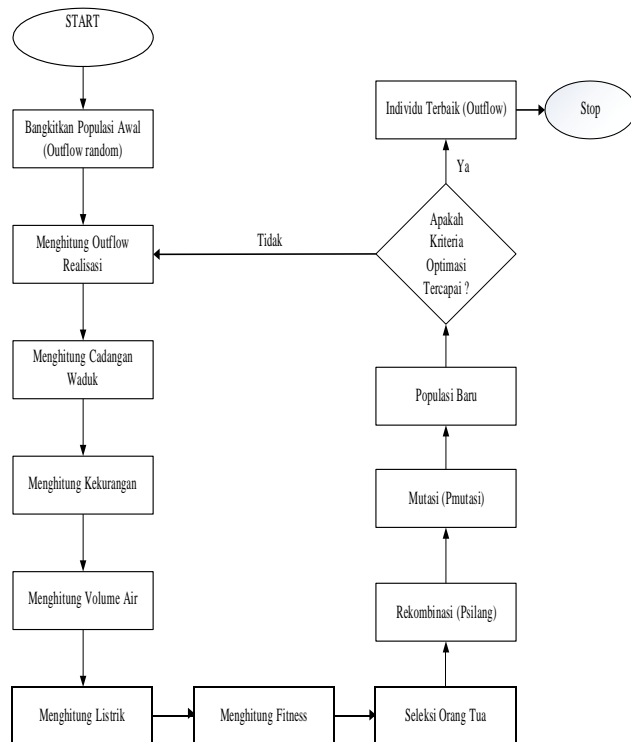 START
Bangkitkan Populasi Awal
(Outflow random)
Menghitung Outflow
Realisasi
Menghitung Cadangan
Waduk
Menghitung Kekurangan
Menghitung Volume Air
Menghitung Listrik
Menghitung Fitness
Seleksi Orang Tua
Rekombinasi (Psilang)
Mutasi (Pmutasi)
Populasi Baru
Apakah
Kriteria
Optimasi
Tercapai ?
Tidak
Ya
Individu Terbaik (Outflow)
Stop